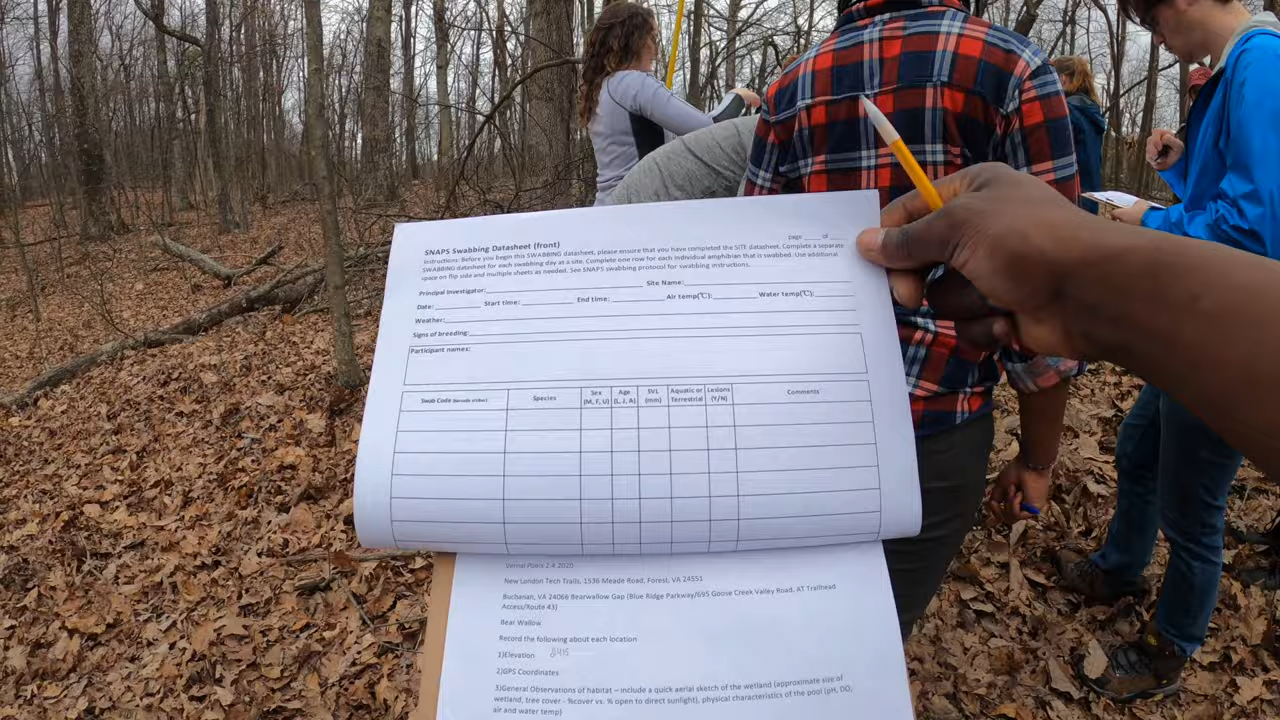 SNAPS Swabbing Datasheet (front)
page____of____
Instructions: Before you begin this SWABBING datasheet, please ensure that you have completed the SITE datasheet. Complete a separate
SWABBING datasheet for each swabbing day at a site. Complete one row for each individual amphibian that is swabbed. Use additional
space on flip side and multiple sheets as needed. See SNAPS swabbing protocol for swabbing instructions.
Principal Investigator: Site Name:
Date: Start time: End time: Air temp(℃): Water temp(℃):
Weather:
Signs of breeding:
Participant names:
Swab Code Species Sex (M, F, U) Age (L, J, A) SVL (mm) Aquatic or Terrestrial Lesions (Y/N) Comments
Vernal Pools 2.4 2020
New London Tech Trails, 1536 Meade Road, Forest, VA 24551
Buchanan, VA 24066 Bearwallow Gap (Blue Ridge Parkway/695 Goose Creek Valley Road. AT Trailhead
Access/Route 43)
Bear Wallow
Record the following about each location
1)Elevation
2)GPS Coordinates
3)General Observations of habitat – include a quick aerial sketch of the wetland (approximate size of
wetland, tree cover - %cover vs. % open to direct sunlight), physical characteristics of the pool (pH, DO,
air and water temp)